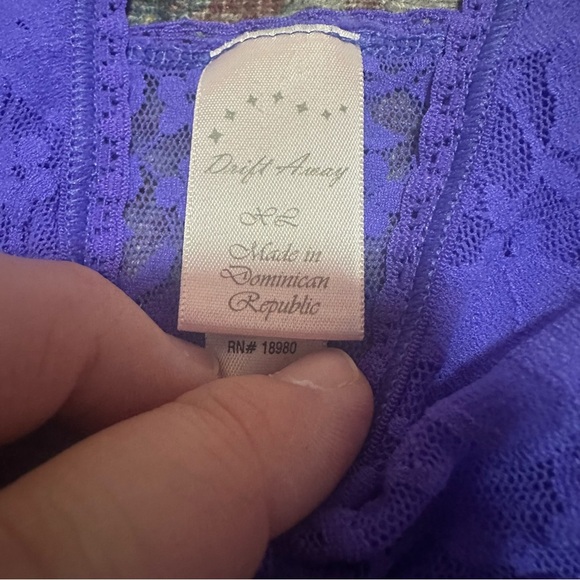 Drift Away
XL
Made in
Dominican
Republic
RN# 18980